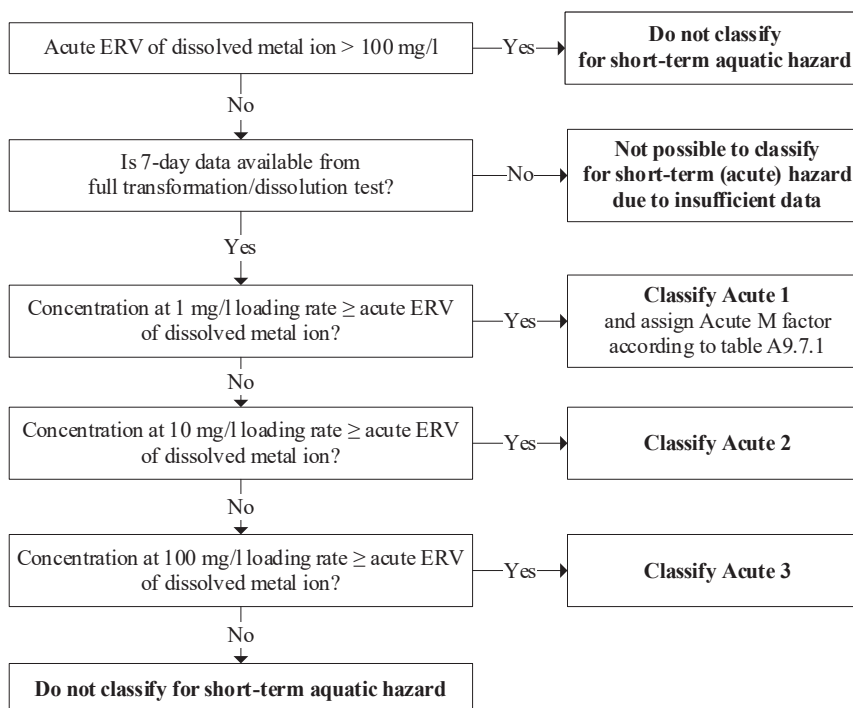 Acute ERV of dissolved metal ion > 100 mg/l
Yes
Do not classify
for short-term aquatic hazard
No
Is 7-day data available from
full transformation/dissolution test?
No
Not possible to classify
for short-term (acute) hazard
due to insufficient data
Yes
Concentration at 1 mg/l loading rate ≥ acute ERV
of dissolved metal ion?
Yes
Classify Acute 1
and assign Acute M factor
according to table A9.7.1
No
Concentration at 10 mg/l loading rate ≥ acute ERV
of dissolved metal ion?
Yes
Classify Acute 2
No
Concentration at 100 mg/l loading rate ≥ acute ERV
of dissolved metal ion?
Yes
Classify Acute 3
No
Do not classify for short-term aquatic hazard